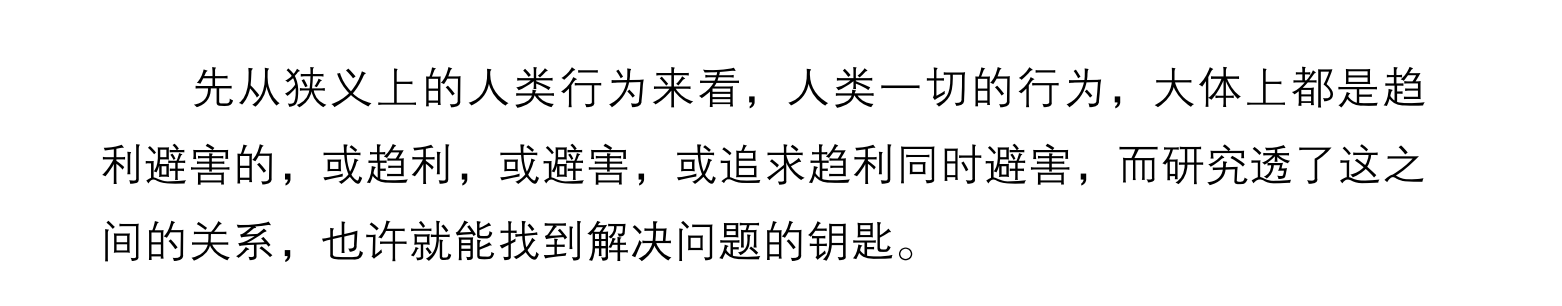 先从狭义上的人类行为来看，人类一切的行为，大体上都是趋
利避害的，或趋利，或避害，或追求趋利同时避害，而研究透了这之
间的关系，也许就能找到解决问题的钥匙。